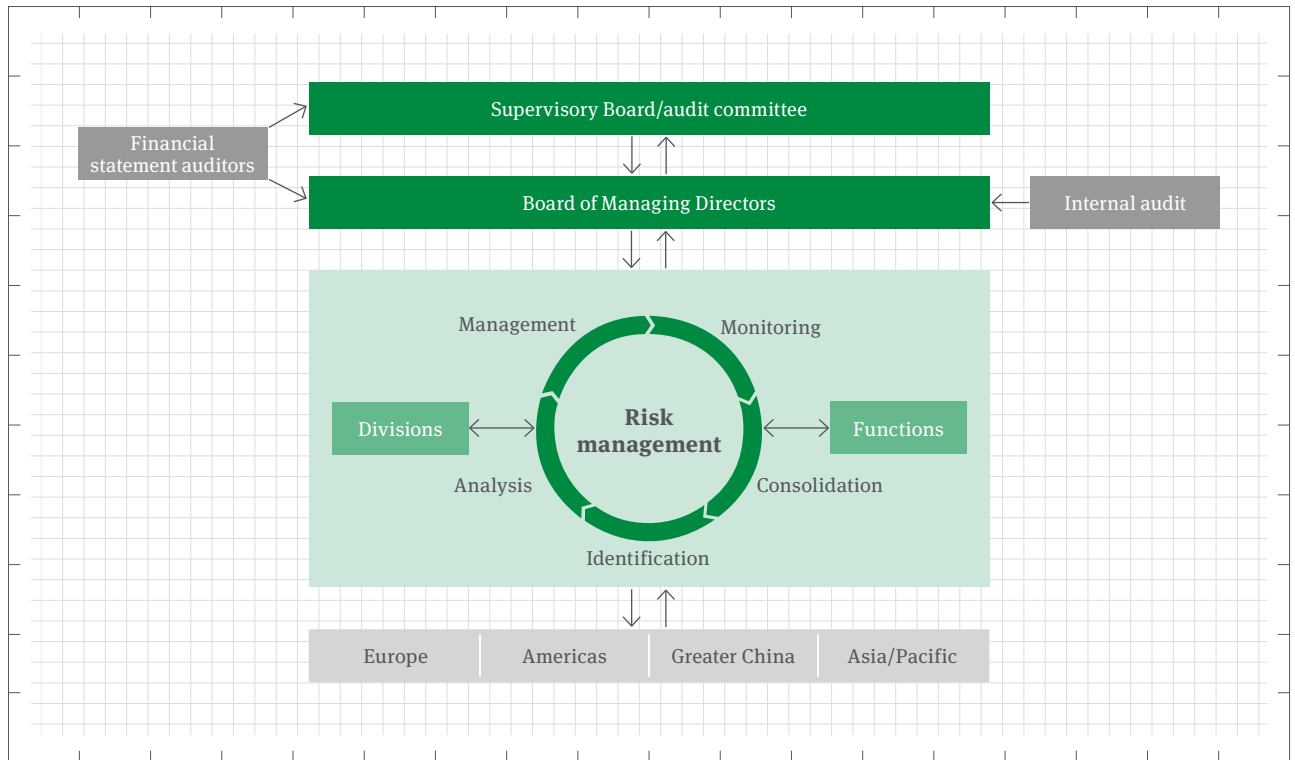 Supervisory Board/audit committee
Financial
statement auditors
Board of Managing Directors
Internal audit
Management
Monitoring
Divisions
Risk
management
Functions
Analysis
Consolidation
Identification
Europe
Americas
Greater China
Asia/Pacific